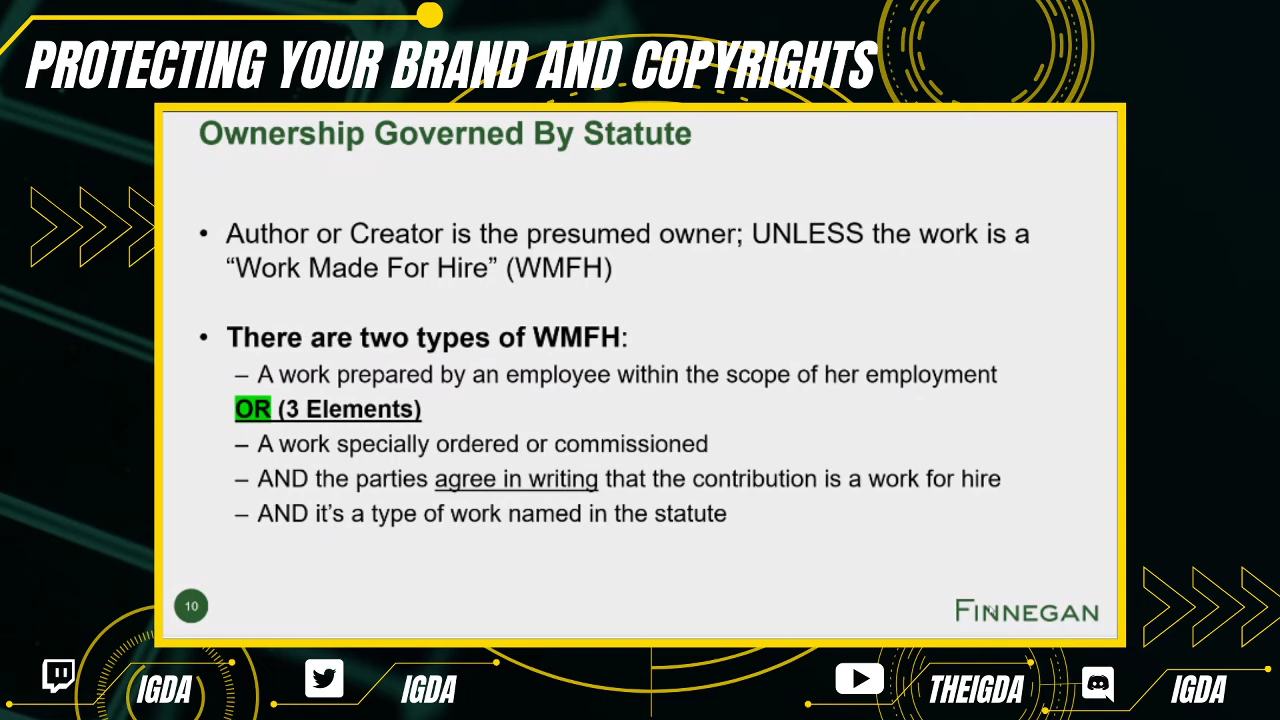 PROTECTING YOUR BRAND AND COPYRIGHTS
Ownership Governed By Statute
• Author or Creator is the presumed owner; UNLESS the work is a
“Work Made For Hire” (WMFH)
• There are two types of WMFH:
– A work prepared by an employee within the scope of her employment
OR (3 Elements)
– A work specially ordered or commissioned
– AND the parties agree in writing that the contribution is a work for hire
– AND it’s a type of work named in the statute
10
FINNEGAN
IGDA
IGDA
THEIGDA
IGDA